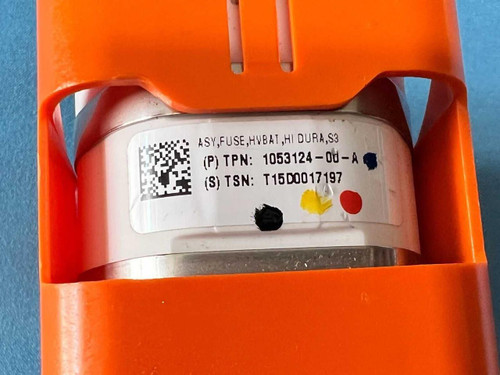 ASY,FUSE,HVBAT,HI DURA,S3
(P) TPN: 1053124-00-A
(S) TSN: T15D0017197